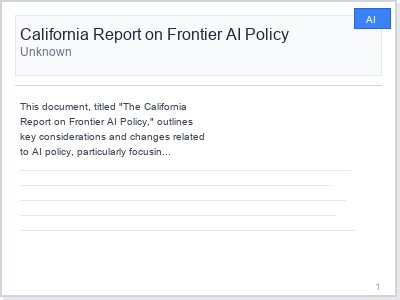 AI
California Report on Frontier AI Policy
Unknown
This document, titled "The California
Report on Frontier AI Policy," outlines
key considerations and changes related
to AI policy, particularly focusin...
1